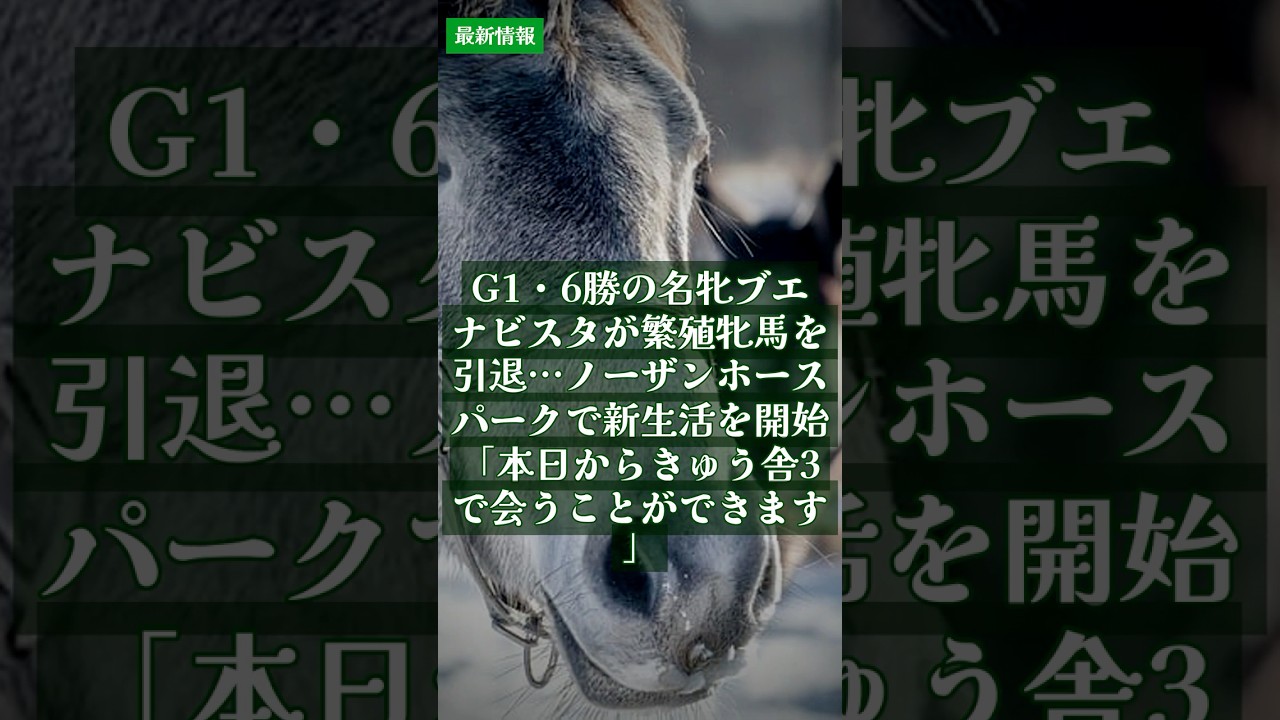 最新情報
G1・6勝の名牝ブエ
ナビスタが繁殖牝馬を
引退…ノーザンホース
パークで新生活を開始
「本日からきゅう舎3
で会うことができます
」